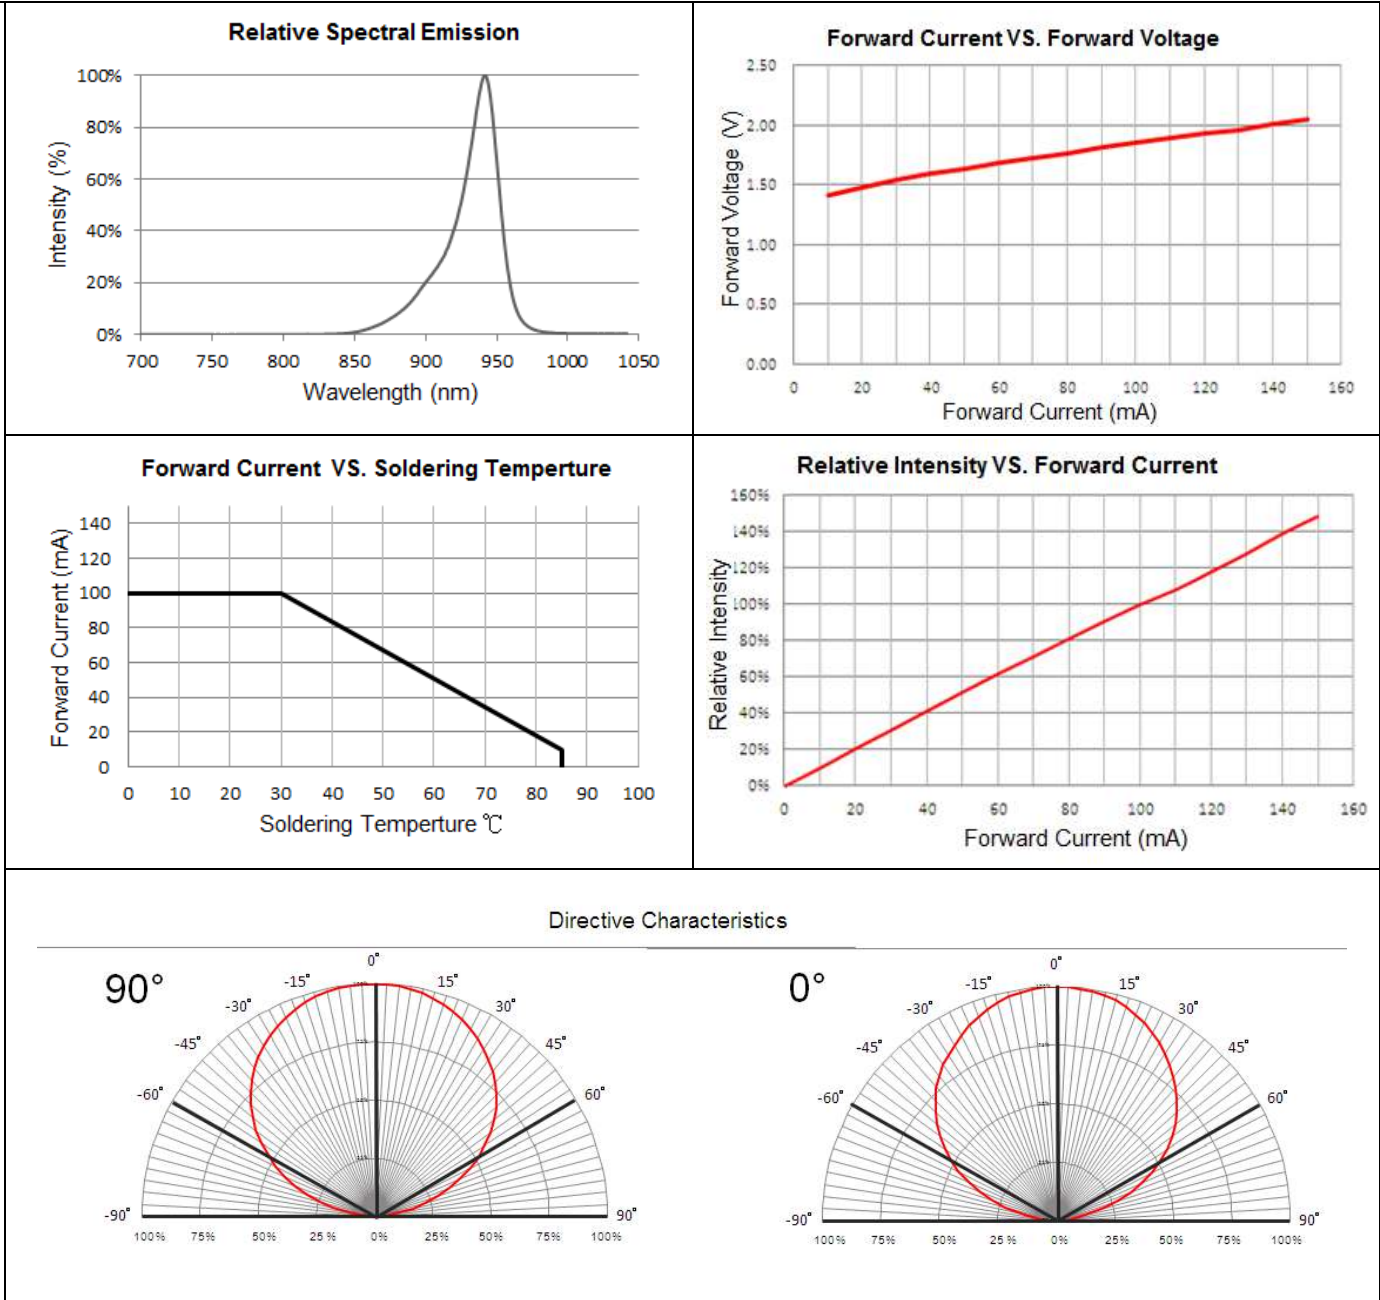 Relative Spectral Emission
100%
80%
60%
40%
20%
0%
Intensity (%)
700 750 800 850 900 950 1000 1050
Wavelength (nm)
Forward Current VS. Forward Voltage
2.50
2.00
1.50
1.00
0.50
0.00
Forward Voltage (V)
0 20 40 60 80 100 120 140 160
Forward Current (mA)
Forward Current VS. Soldering Temperture
140
120
100
80
60
40
20
0
Forward Current (mA)
0 10 20 30 40 50 60 70 80 90 100
Soldering Temperture ℃
Relative Intensity VS. Forward Current
160%
140%
120%
100%
80%
60%
40%
20%
0%
Relative Intensity
0 20 40 60 80 100 120 140 160
Forward Current (mA)
Directive Characteristics
90°
0°
-15° 15°
-30° 30°
-45° 45°
-60° 60°
-90° 90°
100% 75% 50% 25 % 0% 25% 50% 75% 100%
0°
0°
-15° 15°
-30° 30°
-45° 45°
-60° 60°
-90° 90°
100% 75% 50% 25 % 0% 25% 50% 75% 100%